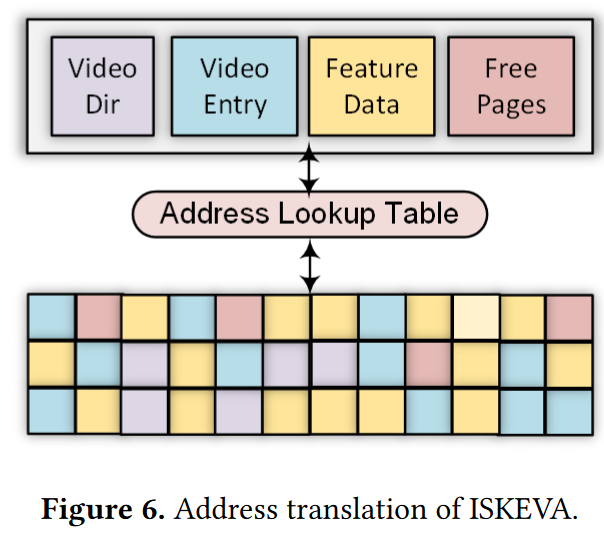 Video Dir
Video Entry
Feature Data
Free Pages
Address Lookup Table
Figure 6. Address translation of ISKEVA.